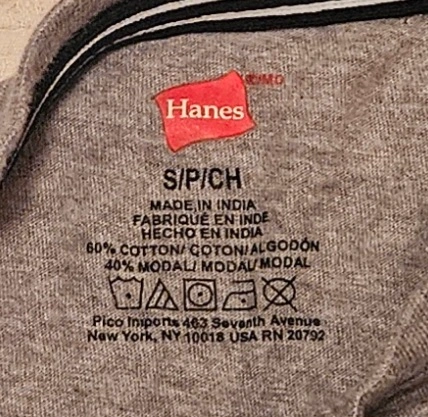 ®/MD
Hanes
S/P/CH
MADE IN INDIA
FABRIQUÉ EN INDE
HECHO EN INDIA
60% COTTON/ COTON/ALGODÓN
40% MODAL/ MODAL/MODAL
Pico Imports 463 Seventh Avenue
New York, NY 10018 USA RN 20792